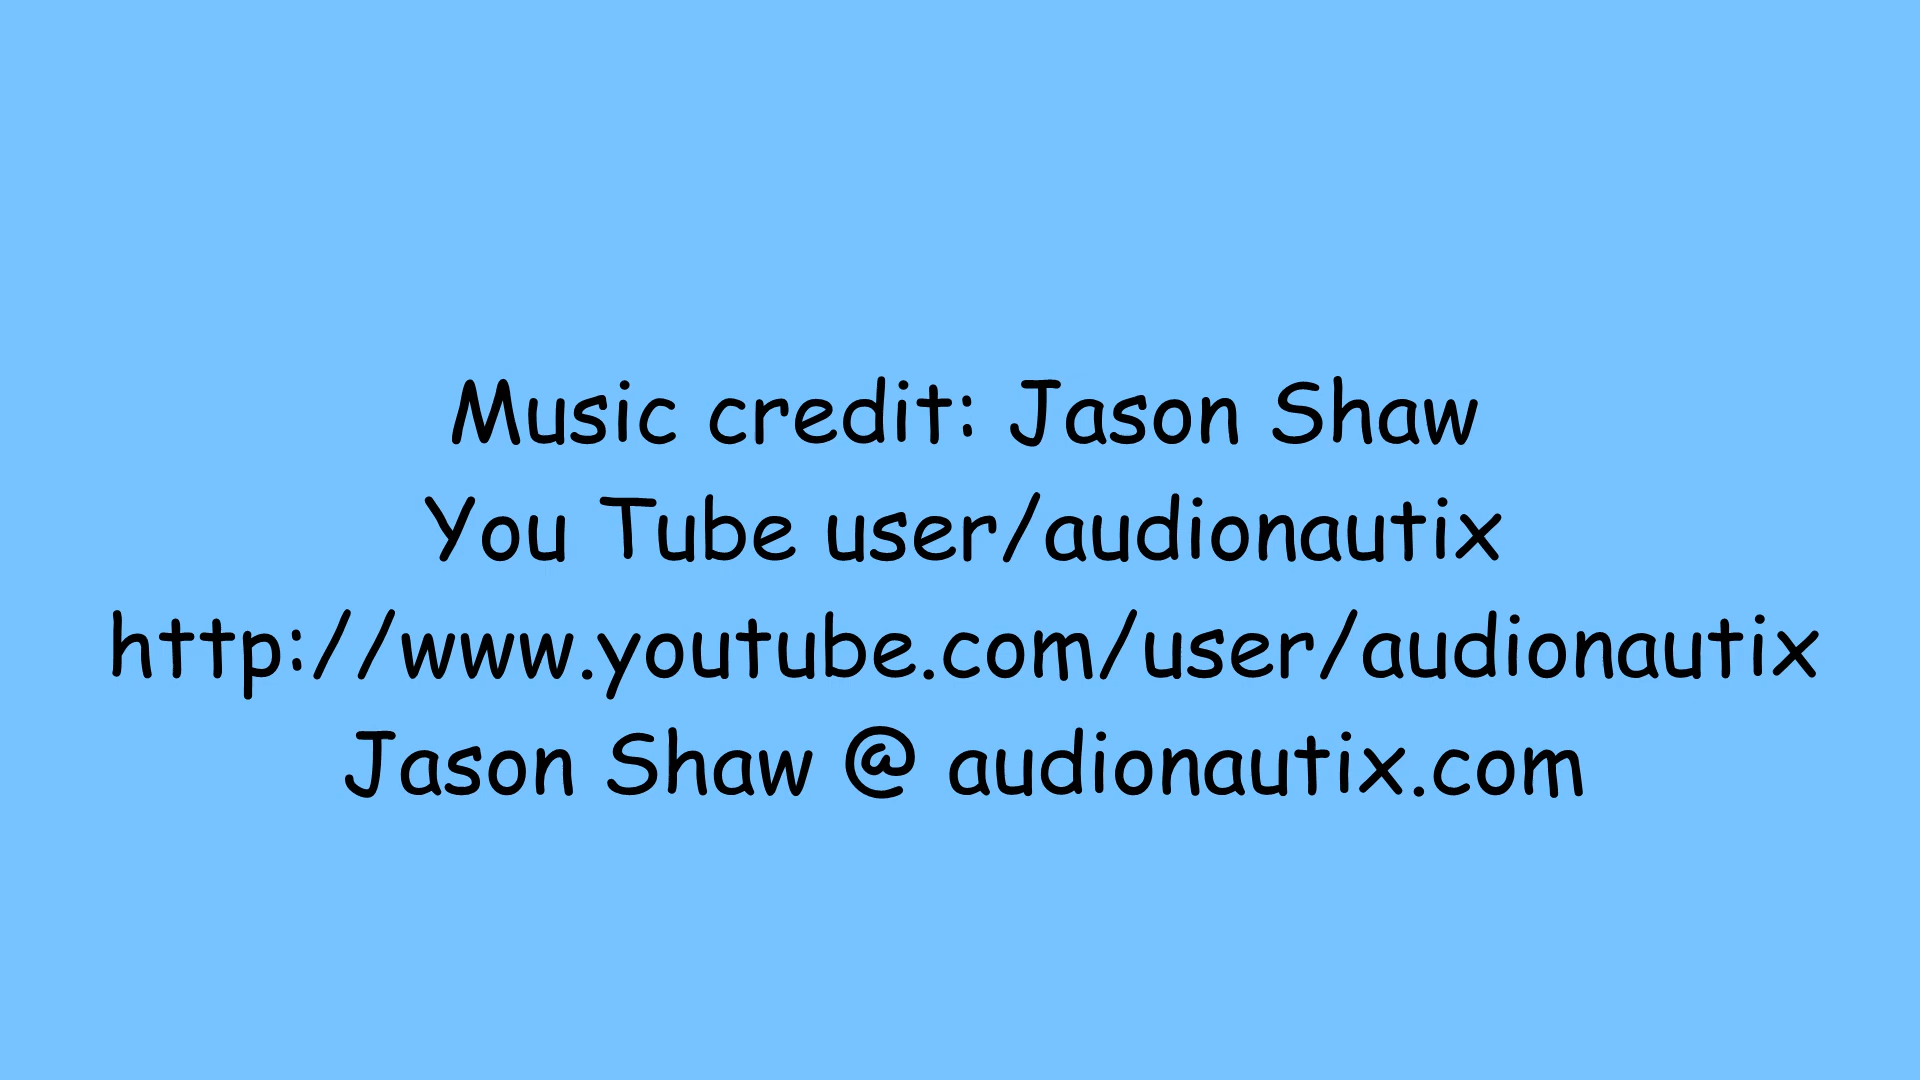 Music credit: Jason Shaw
You Tube user/audionautix
http://www.youtube.com/user/audionautix
Jason Shaw @ audionautix.com